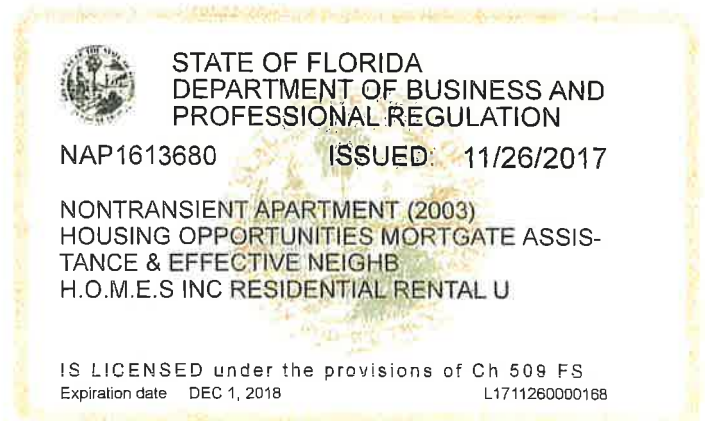 STATE OF FLORIDA
DEPARTMENT OF BUSINESS AND
PROFESSIONAL REGULATION
NAP1613680 ISSUED: 11/26/2017
NONTRANSIENT APARTMENT (2003)
HOUSING OPPORTUNITIES MORTGATE ASSIS-
TANCE & EFFECTIVE NEIGHB
H.O.M.E.S INC RESIDENTIAL RENTAL U
IS LICENSED under the provisions of Ch 509 FS
Expiration date DEC 1, 2018 L1711260000168